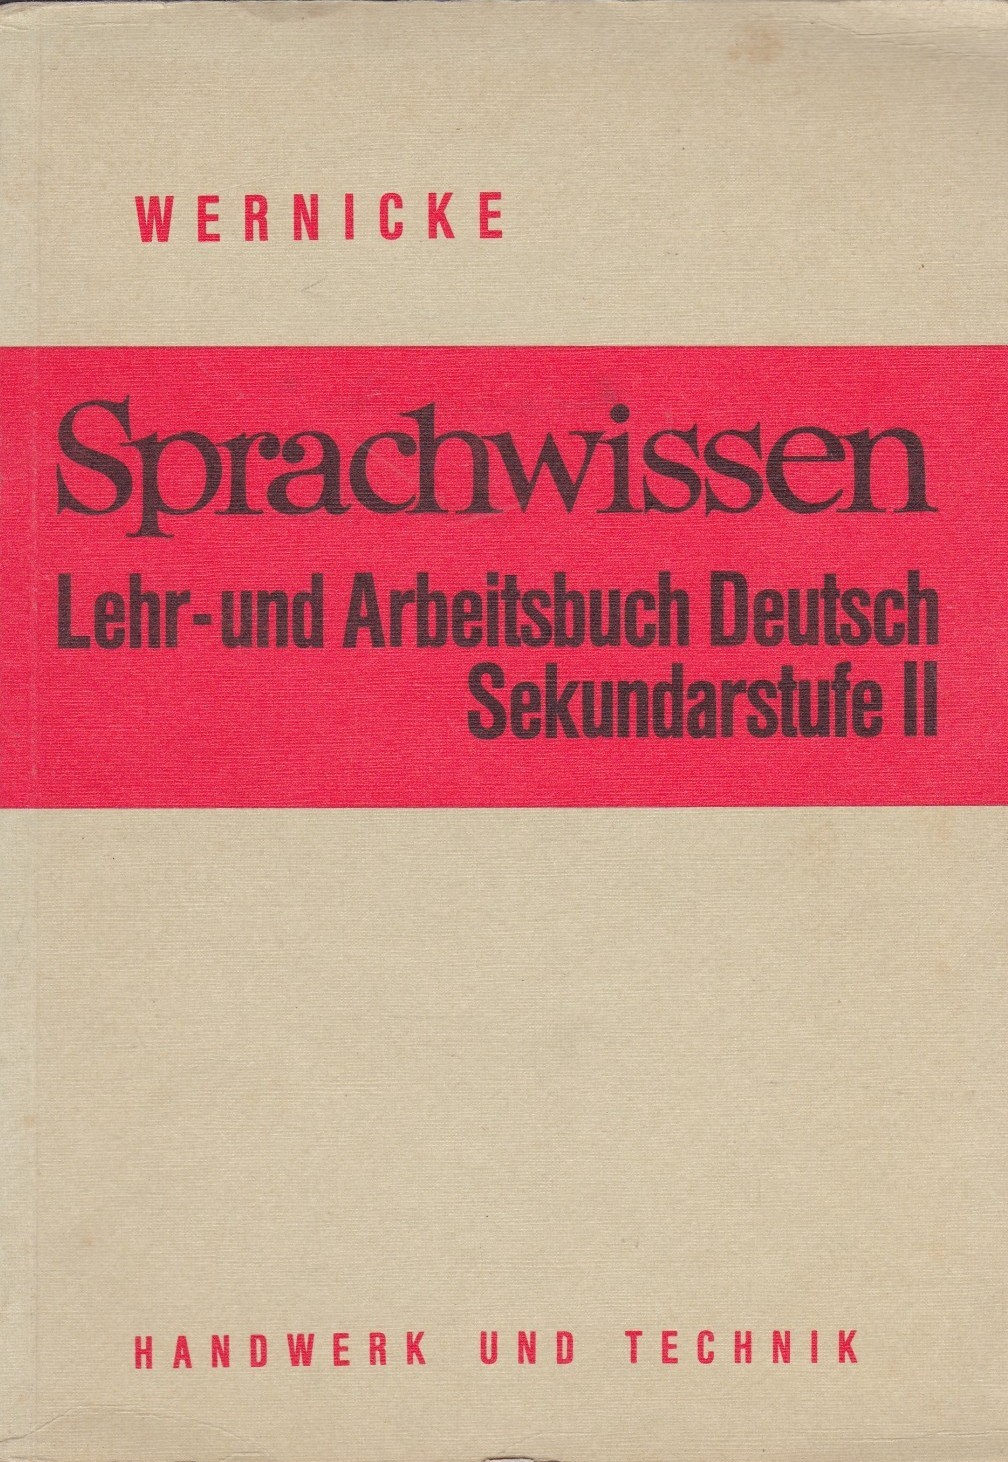 WERNICKE
Sprachwissen
Lehr- und Arbeitsbuch Deutsch
Sekundarstufe II
HANDWERK UND TECHNIK